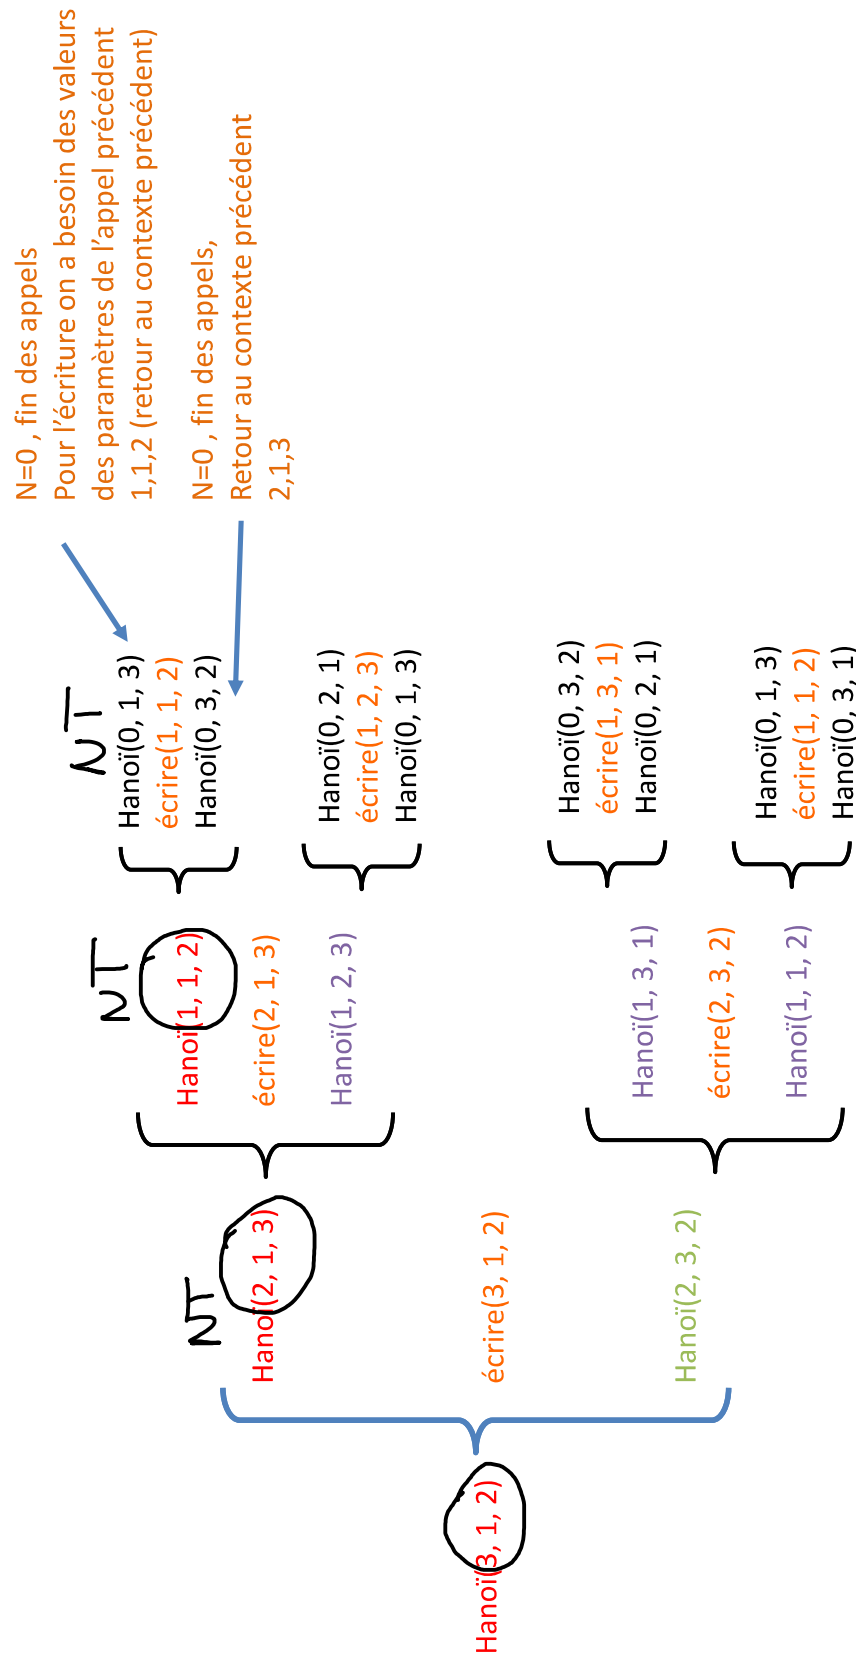 Hanoï(3, 1, 2)
Hanoï(2, 1, 3)
écrire(3, 1, 2)
Hanoï(2, 3, 2)
Hanoï(1, 1, 2)
écrire(2, 1, 3)
Hanoï(1, 2, 3)
Hanoï(1, 3, 1)
écrire(2, 3, 2)
Hanoï(1, 1, 2)
Hanoï(0, 1, 3)
écrire(1, 1, 2)
Hanoï(0, 3, 2)
Hanoï(0, 2, 1)
écrire(1, 2, 3)
Hanoï(0, 1, 3)
Hanoï(0, 3, 2)
écrire(1, 3, 1)
Hanoï(0, 2, 1)
Hanoï(0, 1, 3)
écrire(1, 1, 2)
Hanoï(0, 3, 1)
N=0 , fin des appels
Pour l'écriture on a besoin des valeurs
des paramètres de l'appel précédent
1,1,2 (retour au contexte précédent)
N=0 , fin des appels,
Retour au contexte précédent
2,1,3
NT
NT
NT